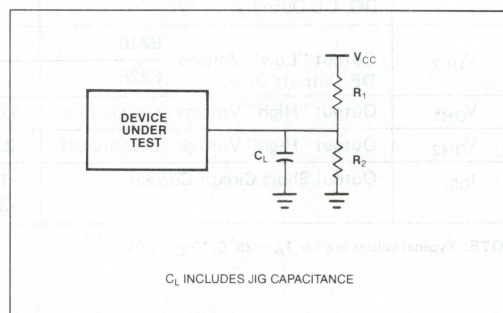 VCC
R1
DEVICE
UNDER
TEST
CL
R2
CL INCLUDES JIG CAPACITANCE